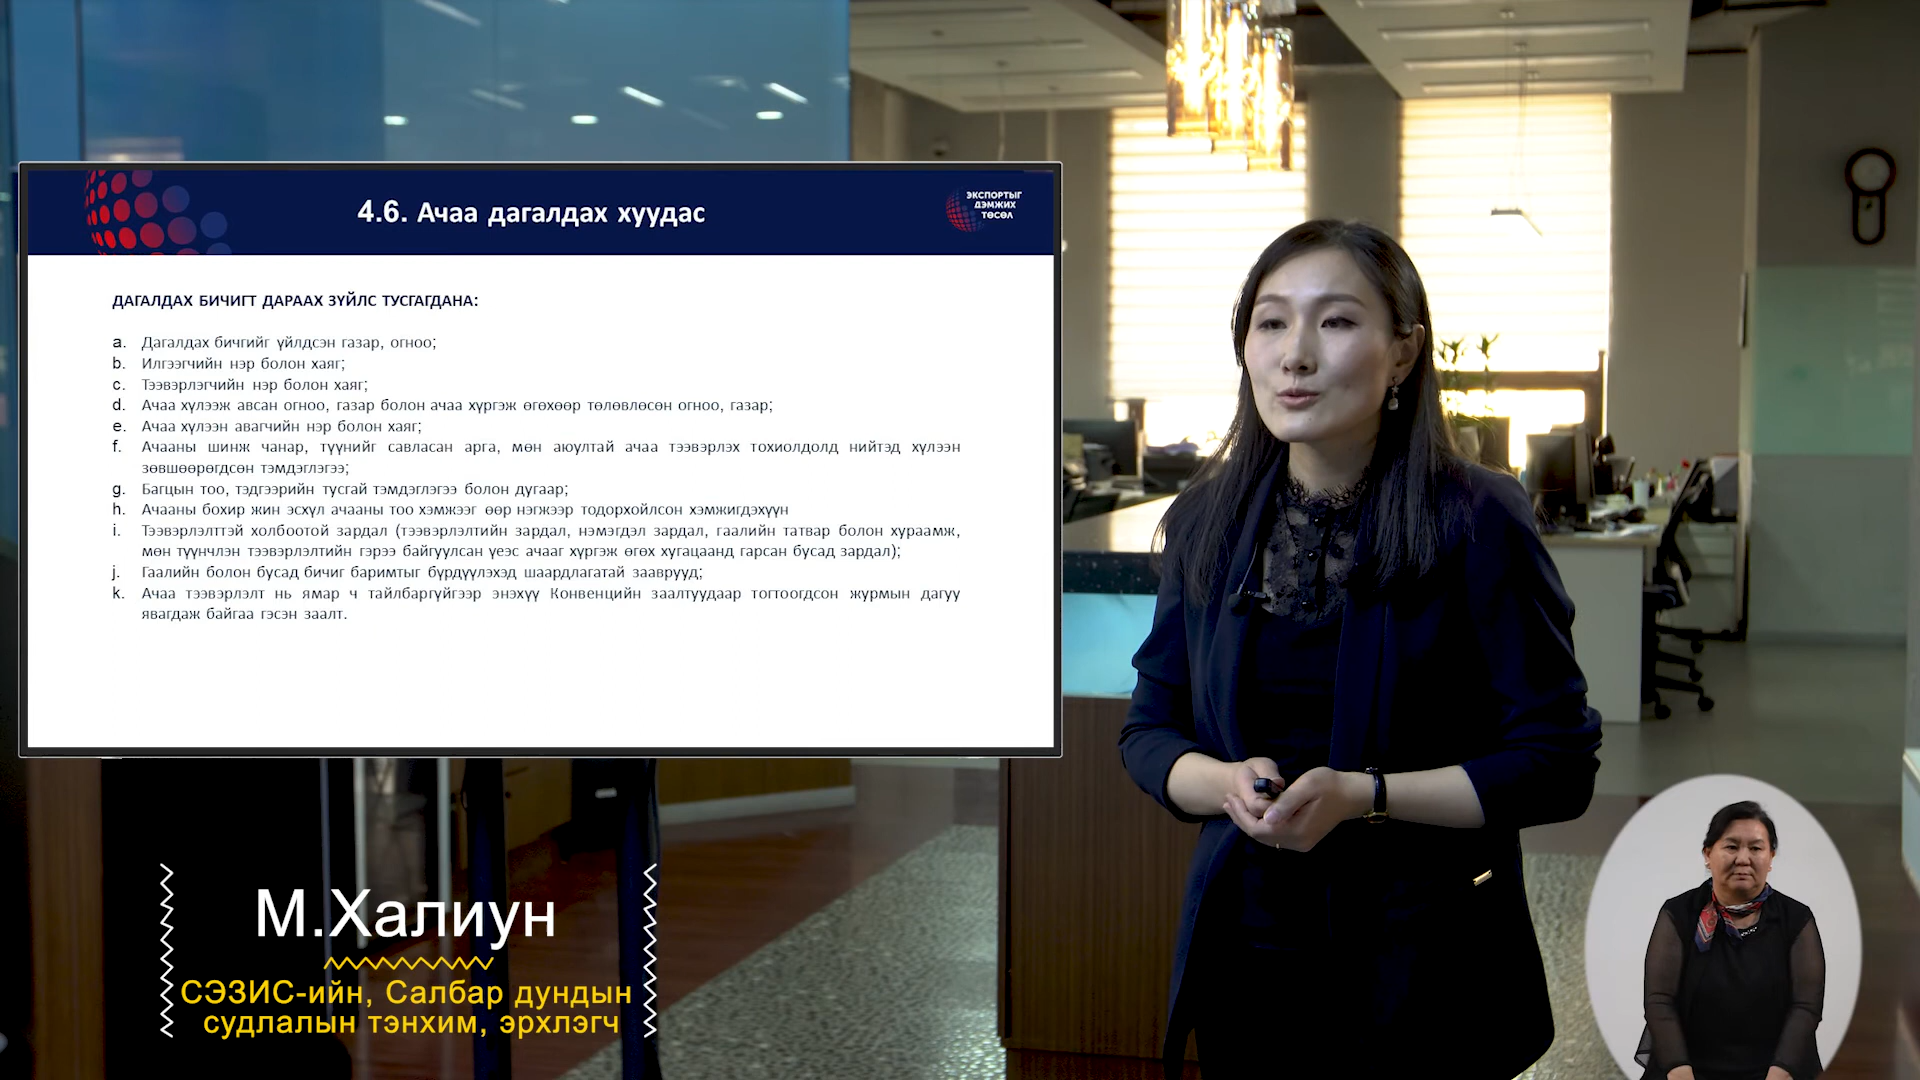 4.6. Ачаа дагалдах хуудас
ЭКСПОРТЫГ
ДЭМЖИХ
ТӨСӨЛ
ДАГАЛДАХ БИЧИГТ ДАРААХ ЗҮЙЛС ТУСГАГДАНА:
a. Дагалдах бичгийг үйлдсэн газар, огноо;
b. Илгээгчийн нэр болон хаяг;
c. Тээвэрлэгчийн нэр болон хаяг;
d. Ачаа хүлээж авсан огноо, газар болон ачаа хүргэж өгөхөөр төлөвлөсөн огноо, газар;
e. Ачаа хүлээн авагчийн нэр болон хаяг;
f. Ачааны шинж чанар, түүнийг савласан арга, мөн аюултай ачаа тээвэрлэх тохиолдолд нийтэд хүлээн
зөвшөөрөгдсөн тэмдэглэгээ;
g. Багцын тоо, тэдгээрийн тусгай тэмдэглэгээ болон дугаар;
h. Ачааны бохир жин эсхүл ачааны тоо хэмжээг өөр нэгжээр тодорхойлсон хэмжигдэхүүн
i. Тээвэрлэлттэй холбоотой зардал (тээвэрлэлтийн зардал, нэмэгдэл зардал, гаалийн татвар болон хураамж,
мөн түүнчлэн тээвэрлэлтийн гэрээ байгуулсан үеэс ачааг хүргэж өгөх хугацаанд гарсан бусад зардал);
j. Гаалийн болон бусад бичиг баримтыг бүрдүүлэхэд шаардлагатай зааврууд;
k. Ачаа тээвэрлэлт нь ямар ч тайлбаргүйгээр энэхүү Конвенцийн заалтуудаар тогтоогдсон журмын дагуу
явагдаж байгаа гэсэн заалт.
М.Халиун
СЭЗИС-ийн, Салбар дундын
судлалын тэнхим, эрхлэгч